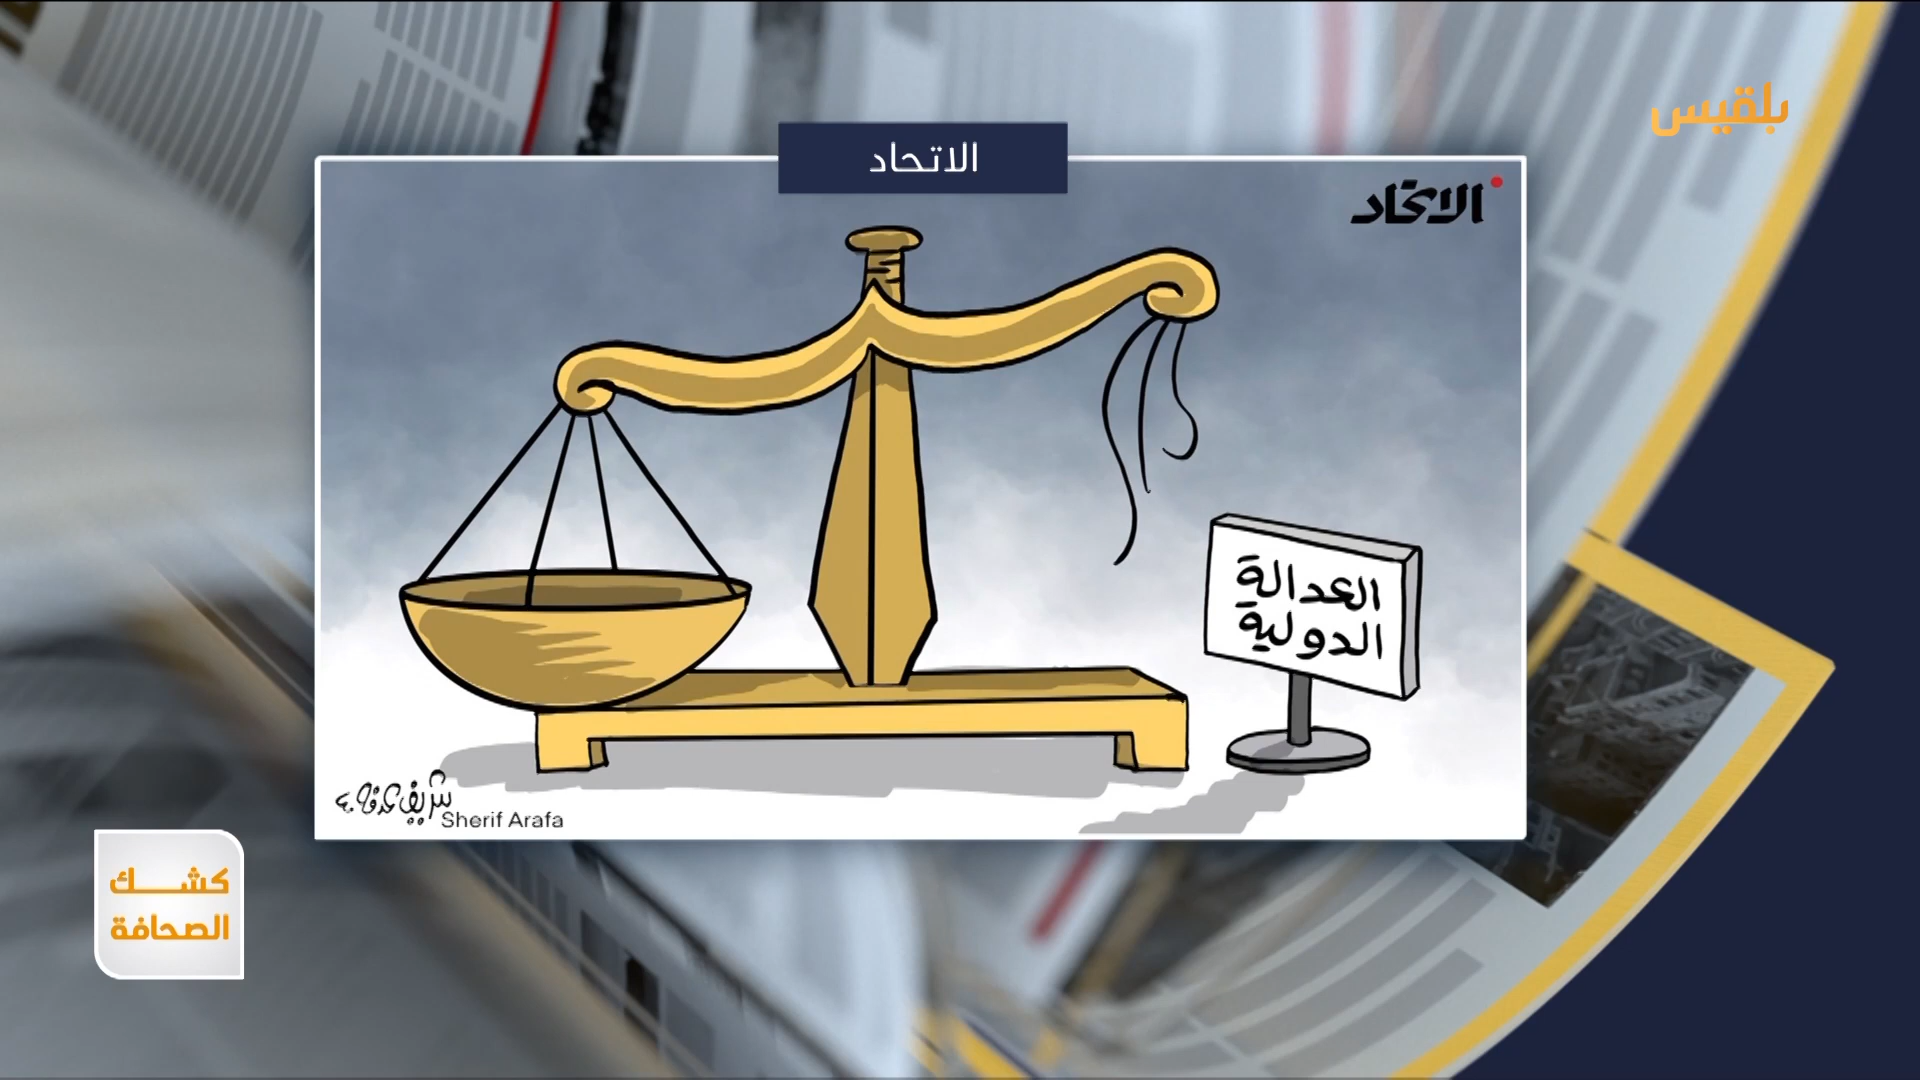 بلقيس
الاتحاد
الاتحاد
العدالة
الدولية
شريف عرفة
Sherif Arafa
كشك
الصحافة